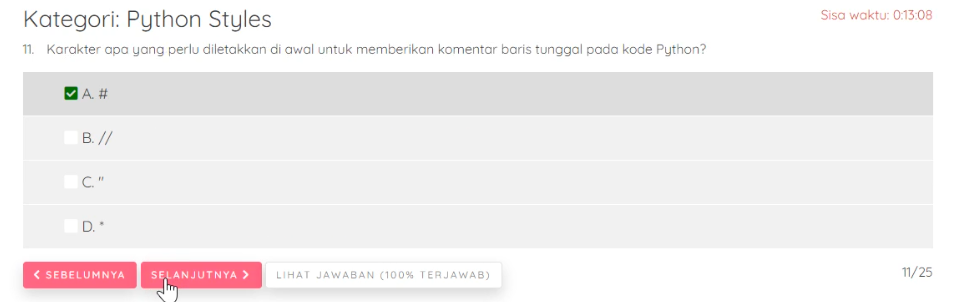 Kategori: Python Styles
Sisa waktu: 0:13:08
11. Karakter apa yang perlu diletakkan di awal untuk memberikan komentar baris tunggal pada kode Python?
A. #
B. //
C. "
D. *
< SEBELUMNYA SELANJUTNYA > LIHAT JAWABAN (100% TERJAWAB) 11/25